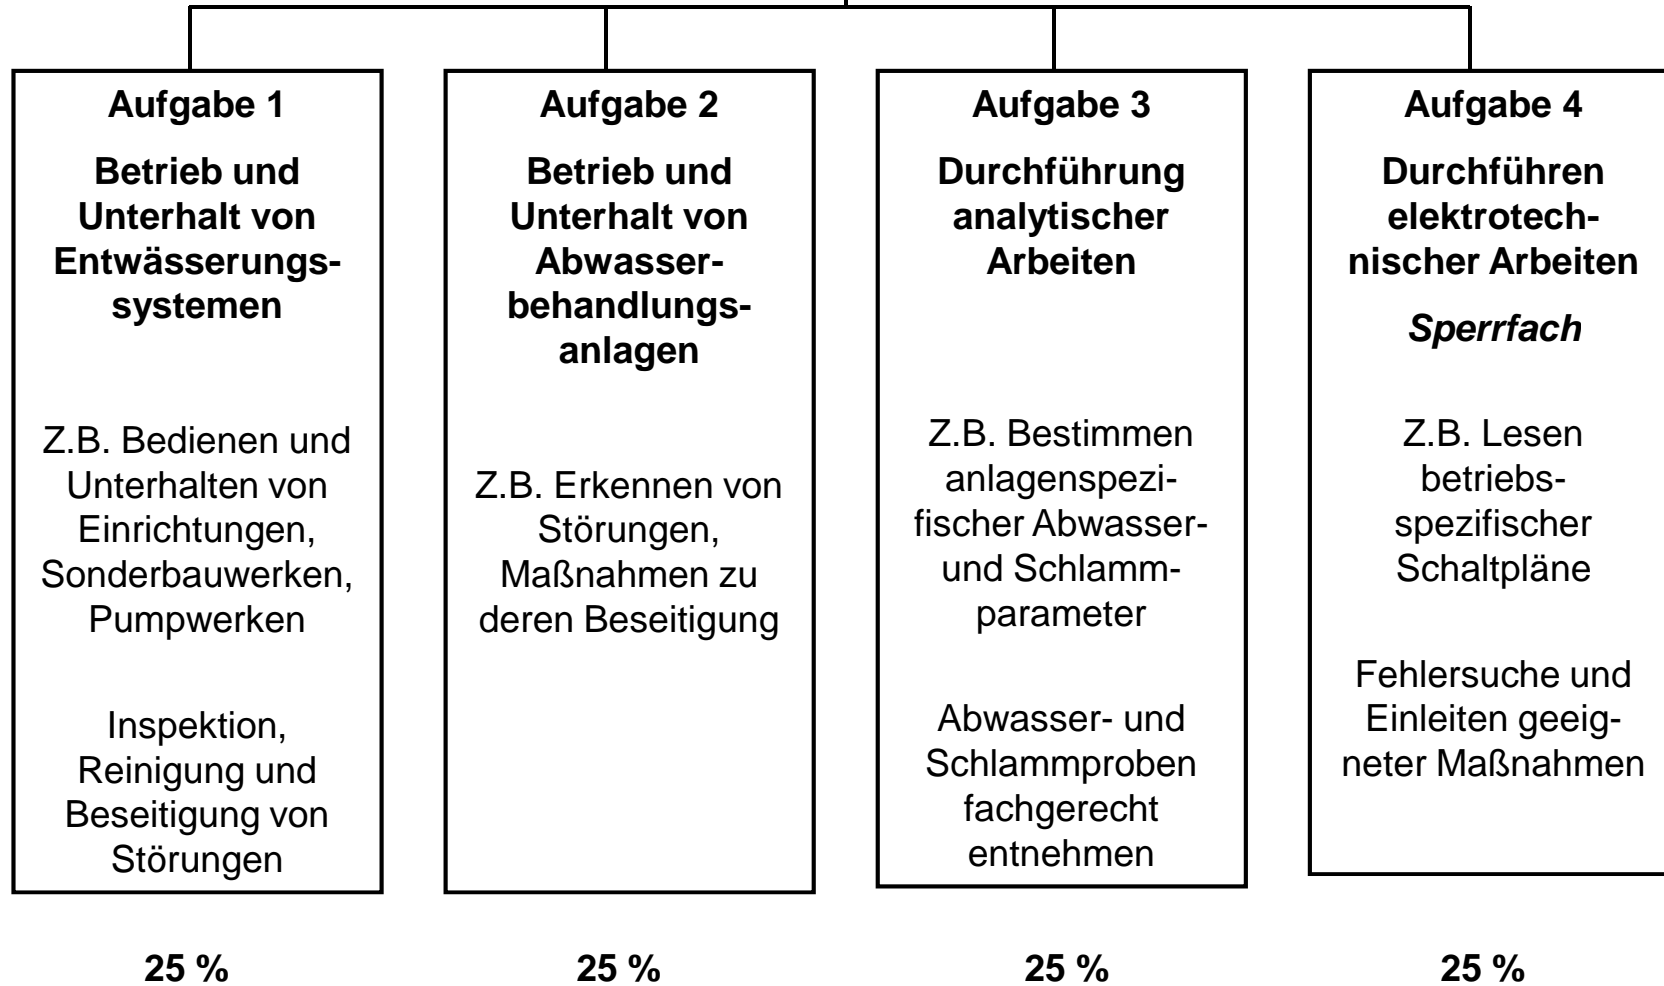 Aufgabe 1
Betrieb und
Unterhalt von
Entwässerungs-
systemen
Z.B. Bedienen und
Unterhalten von
Einrichtungen,
Sonderbauwerken,
Pumpwerken
Inspektion,
Reinigung und
Beseitigung von
Störungen
25 %
Aufgabe 2
Betrieb und
Unterhalt von
Abwasser-
behandlungs-
anlagen
Z.B. Erkennen von
Störungen,
Maßnahmen zu
deren Beseitigung
25 %
Aufgabe 3
Durchführung
analytischer
Arbeiten
Z.B. Bestimmen
anlagenspezi-
fischer Abwasser-
und Schlamm-
parameter
Abwasser- und
Schlammproben
fachgerecht
entnehmen
25 %
Aufgabe 4
Durchführen
elektrotech-
nischer Arbeiten
Sperrfach
Z.B. Lesen
betriebs-
spezifischer
Schaltpläne
Fehlersuche und
Einleiten geeig-
neter Maßnahmen
25 %